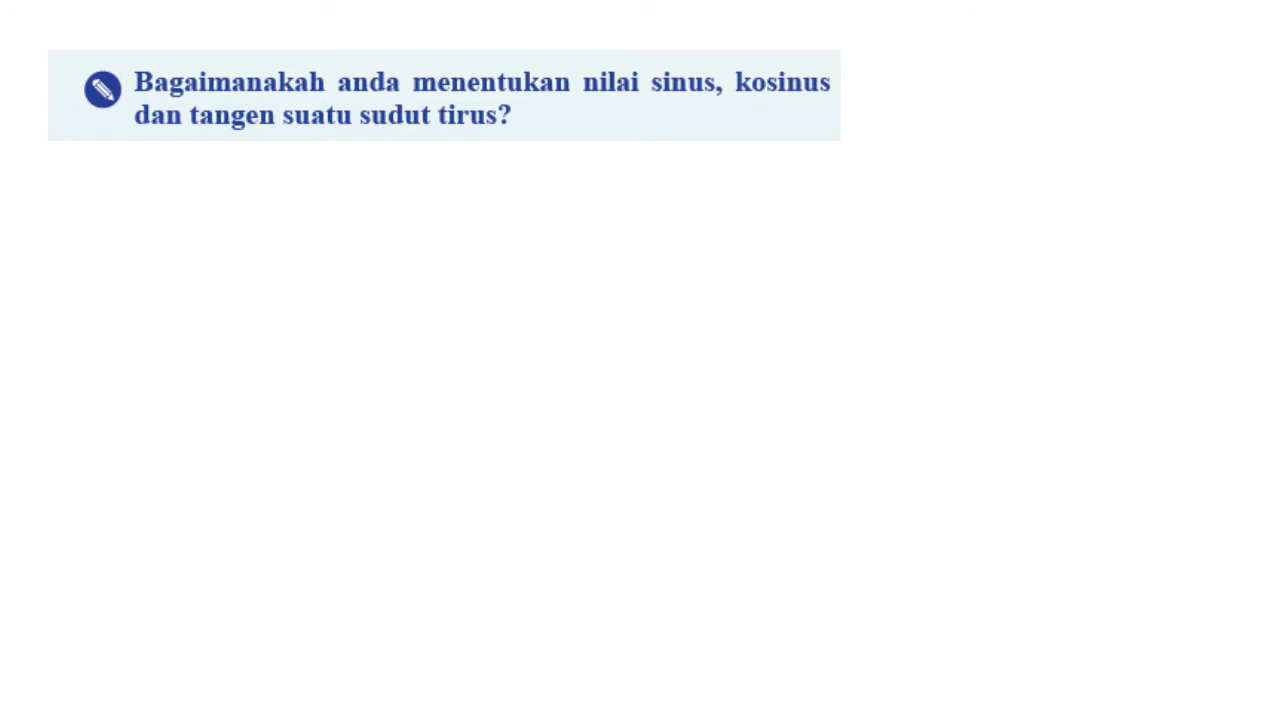 Bagaimanakah anda menentukan nilai sinus, kosinus
dan tangen suatu sudut tirus?